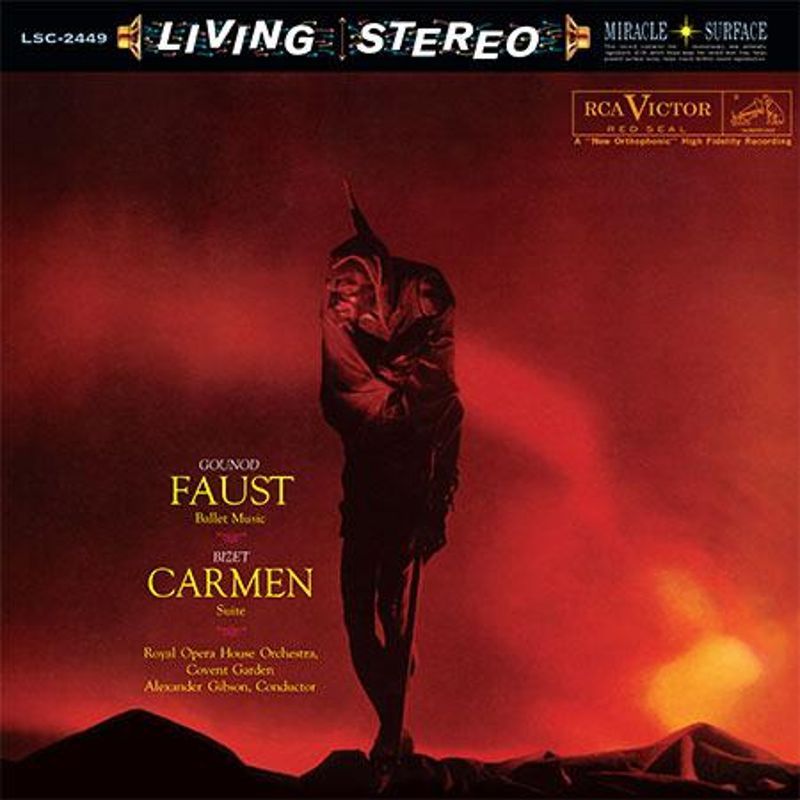 LSC-2449
LIVING STEREO
MIRACLE SURFACE
RCA VICTOR
RED SEAL
A "New Orthophonic" High Fidelity Recording
GOUNOD
FAUST
Ballet Music
BIZET
CARMEN
Suite
Royal Opera House Orchestra,
Covent Garden
Alexander Gibson, Conductor